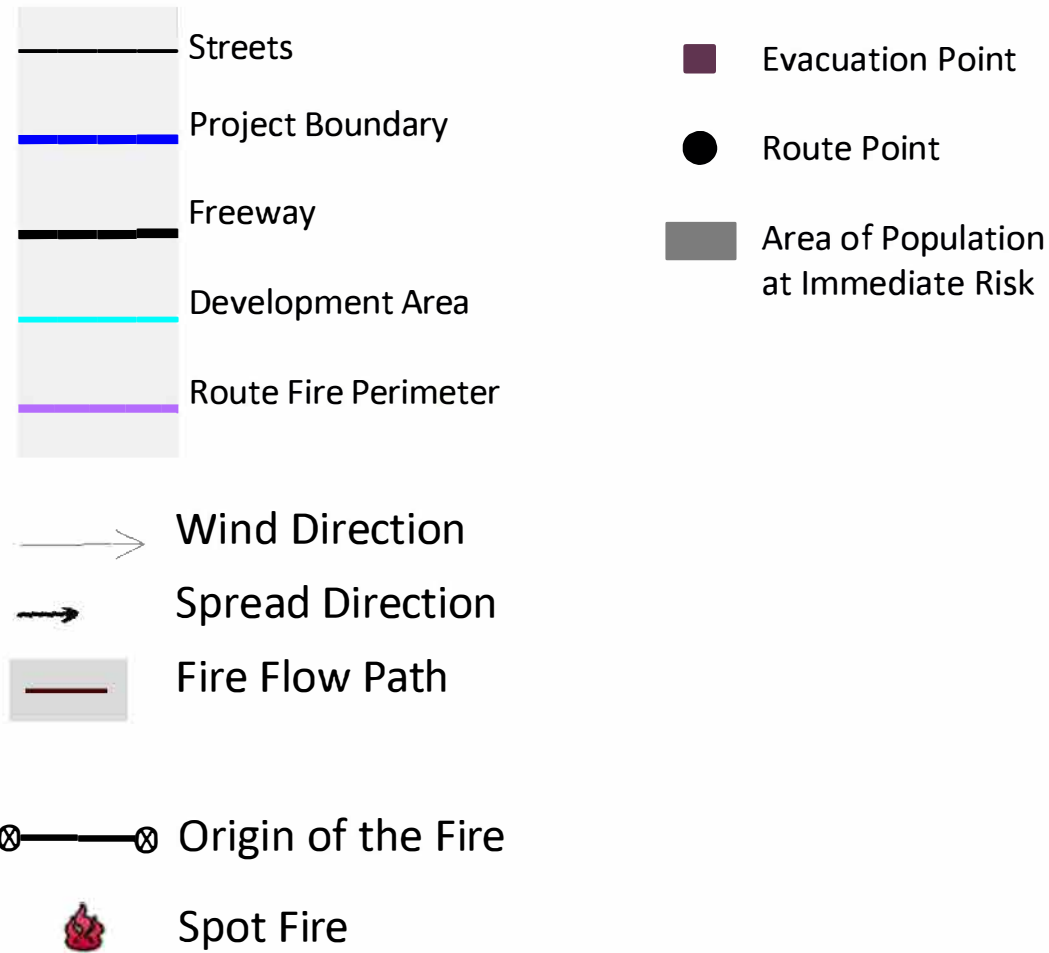 Streets
Project Boundary
Freeway
Development Area
Route Fire Perimeter
Wind Direction
Spread Direction
Fire Flow Path
Origin of the Fire
Spot Fire
Evacuation Point
Route Point
Area of Population
at Immediate Risk